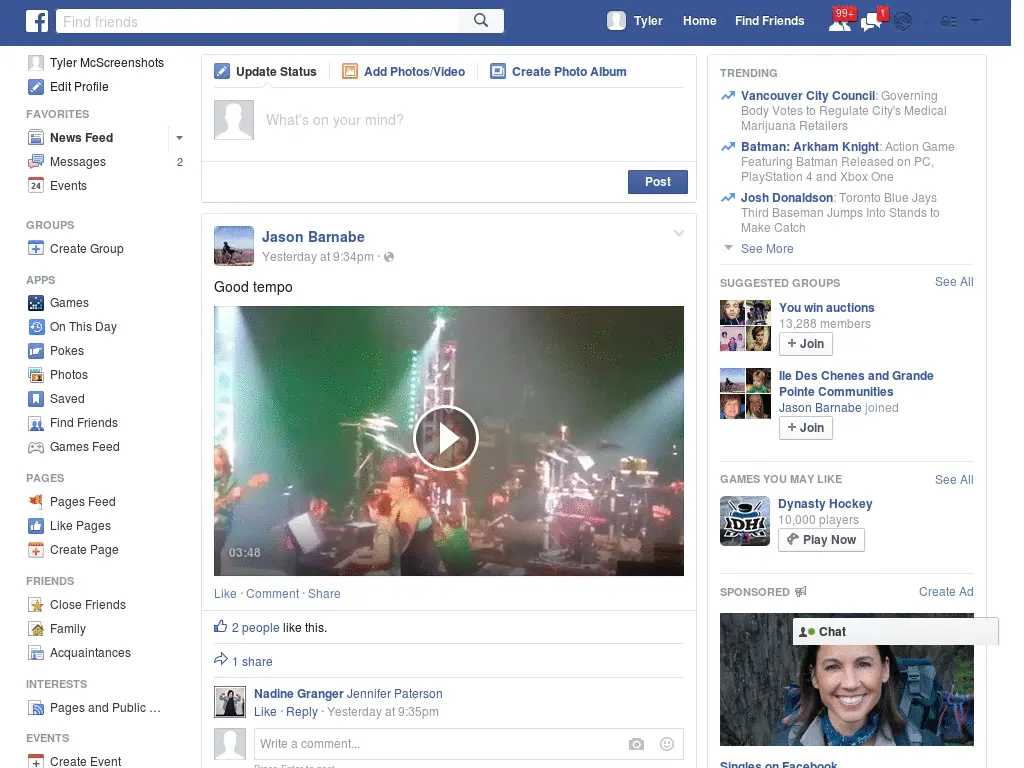 Find friends
Tyler
Home
Find Friends
99+
1
Tyler McScreenshots
Edit Profile
FAVORITES
News Feed
Messages
2
24
Events
GROUPS
Create Group
APPS
Games
On This Day
Pokes
Photos
Saved
Find Friends
Games Feed
PAGES
Pages Feed
Like Pages
Create Page
FRIENDS
Close Friends
Family
Acquaintances
INTERESTS
Pages and Public ...
EVENTS
Create Event
Update Status
Add Photos/Video
Create Photo Album
What's on your mind?
Post
Jason Barnabe
Yesterday at 9:34pm ·
Good tempo
03:48
Like · Comment · Share
2 people like this.
1 share
Nadine Granger Jennifer Paterson
Like · Reply · Yesterday at 9:35pm
Write a comment...
Press Enter to post.
TRENDING
Vancouver City Council: Governing
Body Votes to Regulate City's Medical
Marijuana Retailers
Batman: Arkham Knight: Action Game
Featuring Batman Released on PC,
PlayStation 4 and Xbox One
Josh Donaldson: Toronto Blue Jays
Third Baseman Jumps Into Stands to
Make Catch
See More
SUGGESTED GROUPS
See All
You win auctions
13,288 members
+ Join
Ile Des Chenes and Grande
Pointe Communities
Jason Barnabe joined
+ Join
GAMES YOU MAY LIKE
See All
DHL
Dynasty Hockey
10,000 players
Play Now
SPONSORED
Create Ad
Chat
Singles on Facebook